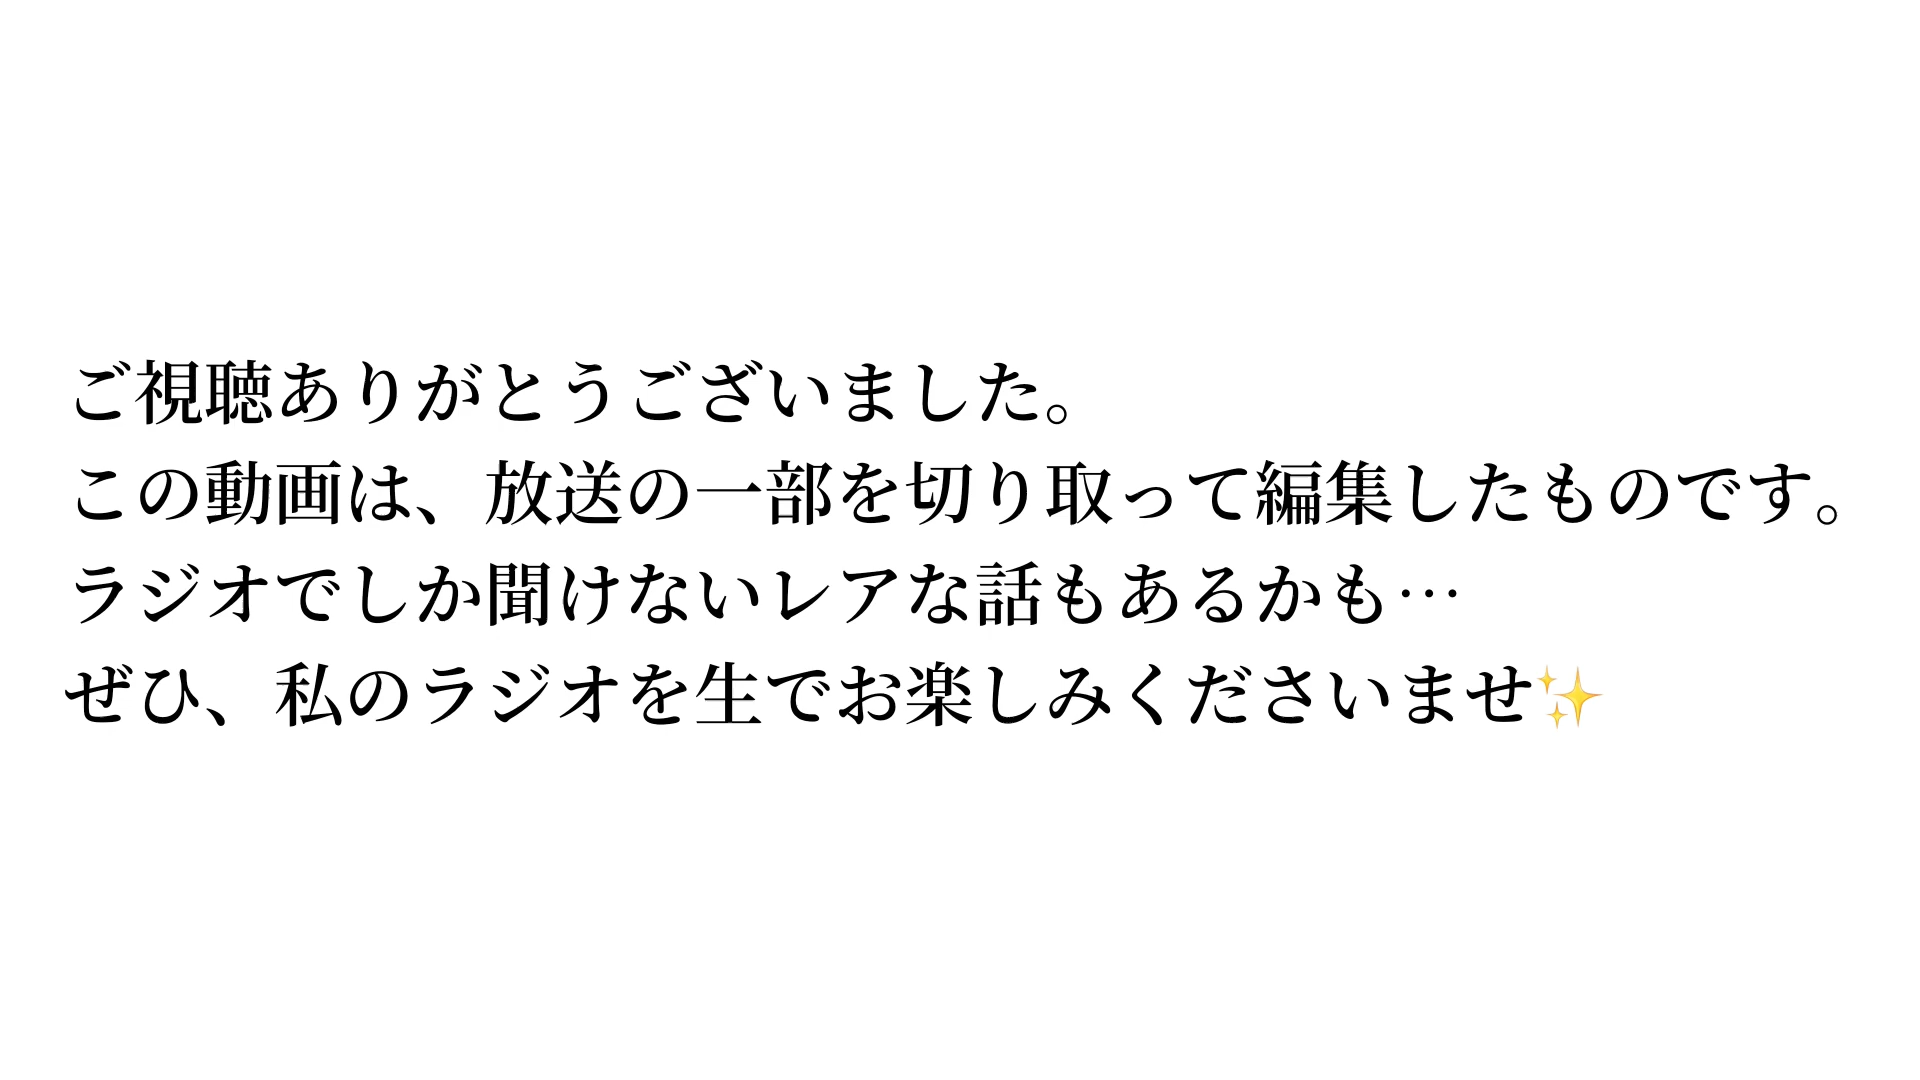 ご視聴ありがとうございました。
この動画は、放送の一部を切り取って編集したものです。
ラジオでしか聞けないレアな話もあるかも…
ぜひ、私のラジオを生でお楽しみくださいませ✨